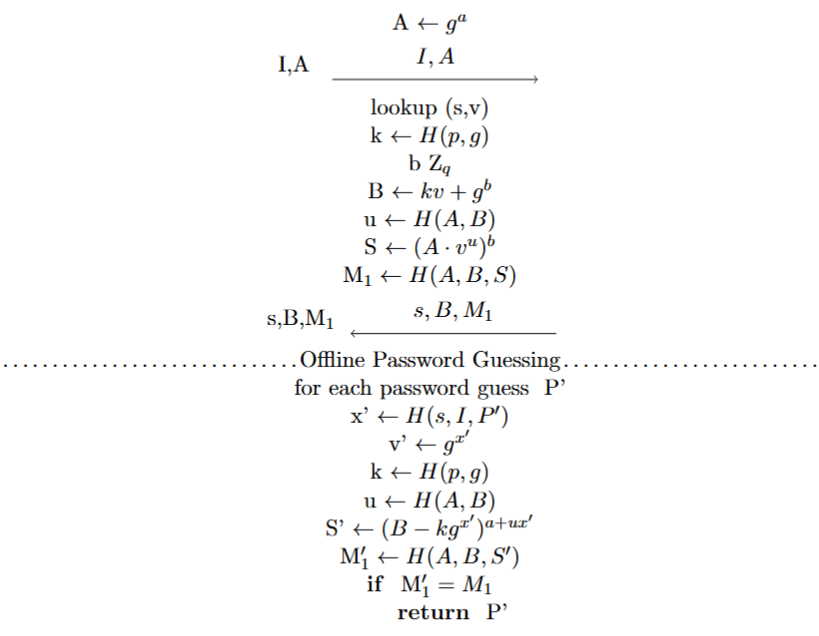 A ← g^a
I,A I, A
lookup (s,v)
k ← H(p, g)
b Z_q
B ← kv + g^b
u ← H(A, B)
S ← (A · v^u)^b
M_1 ← H(A, B, S)
s,B,M_1 s, B, M_1
..............................Offline Password Guessing..........................
for each password guess P’
x’ ← H(s, I, P′)
v’ ← g^{x′}
k ← H(p, g)
u ← H(A, B)
S’ ← (B − kg^{x′})^{a+ux′}
M′_1 ← H(A, B, S′)
if M′_1 = M_1
return P’